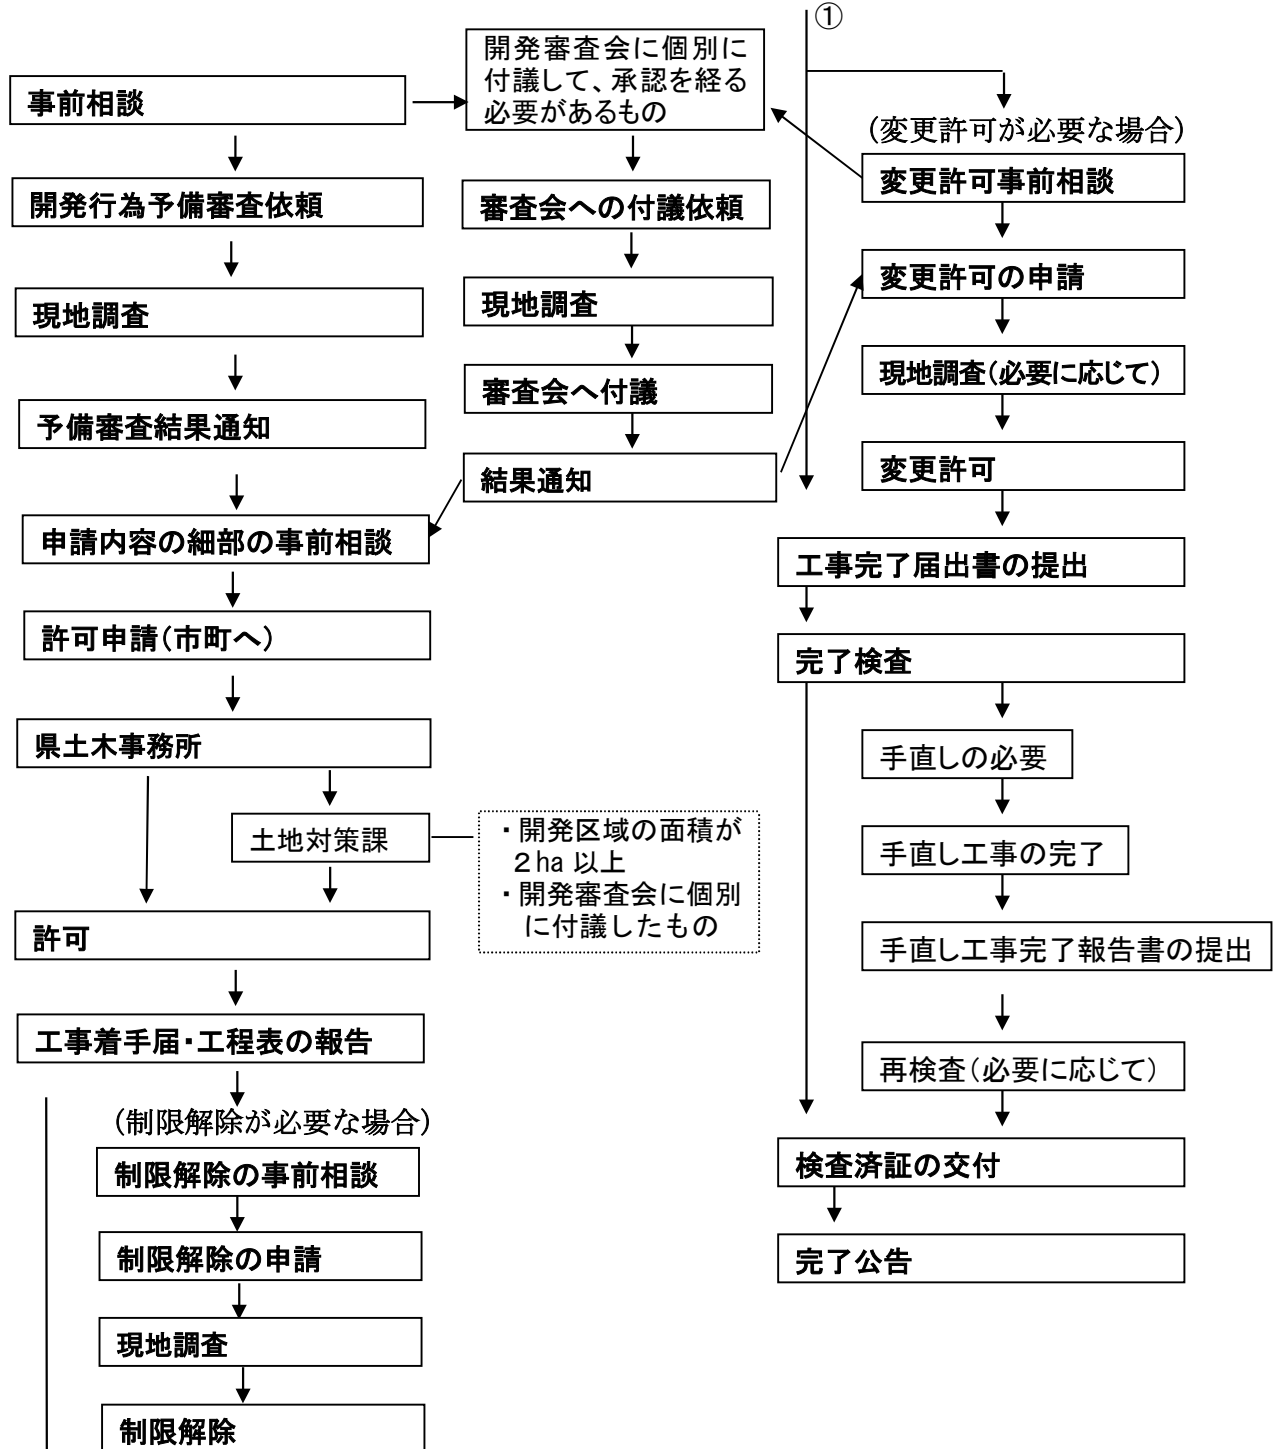 事前相談
開発行為予備審査依頼
現地調査
予備審査結果通知
申請内容の細部の事前相談
許可申請（市町へ）
県土木事務所
土地対策課
許可
工事着手届・工程表の報告
（制限解除が必要な場合）
制限解除の事前相談
制限解除の申請
現地調査
制限解除
開発審査会に個別に
付議して、承認を経る
必要があるもの
審査会への付議依頼
現地調査
審査会へ付議
結果通知
・開発区域の面積が
２ha 以上
・開発審査会に個別
に付議したもの
①
（変更許可が必要な場合）
変更許可事前相談
変更許可の申請
現地調査（必要に応じて）
変更許可
工事完了届出書の提出
完了検査
手直しの必要
手直し工事の完了
手直し工事完了報告書の提出
再検査（必要に応じて）
検査済証の交付
完了公告